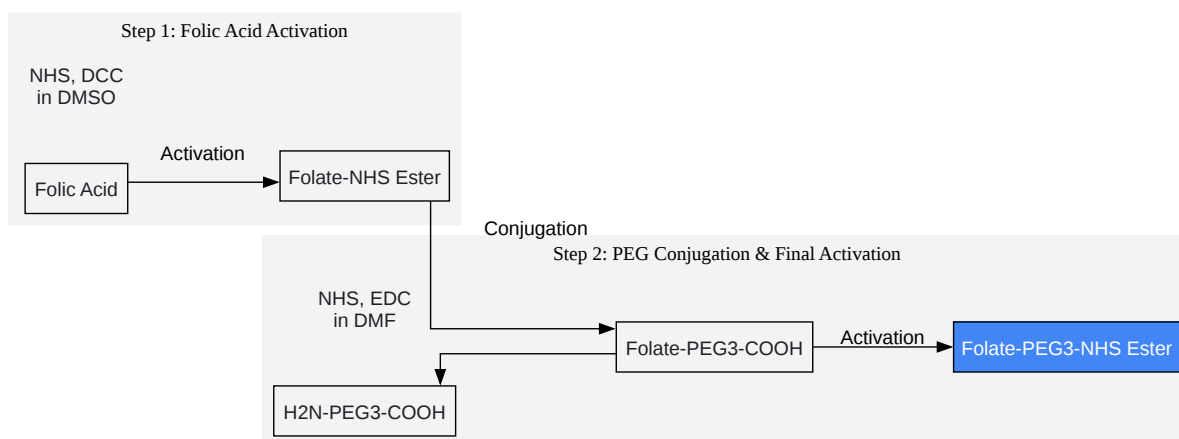 Step 1: Folic Acid Activation
NHS, DCC
in DMSO
Activation
Folic Acid
Folate-NHS Ester
Conjugation
Step 2: PEG Conjugation & Final Activation
NHS, EDC
in DMF
Folate-PEG3-COOH
Activation
Folate-PEG3-NHS Ester
H2N-PEG3-COOH